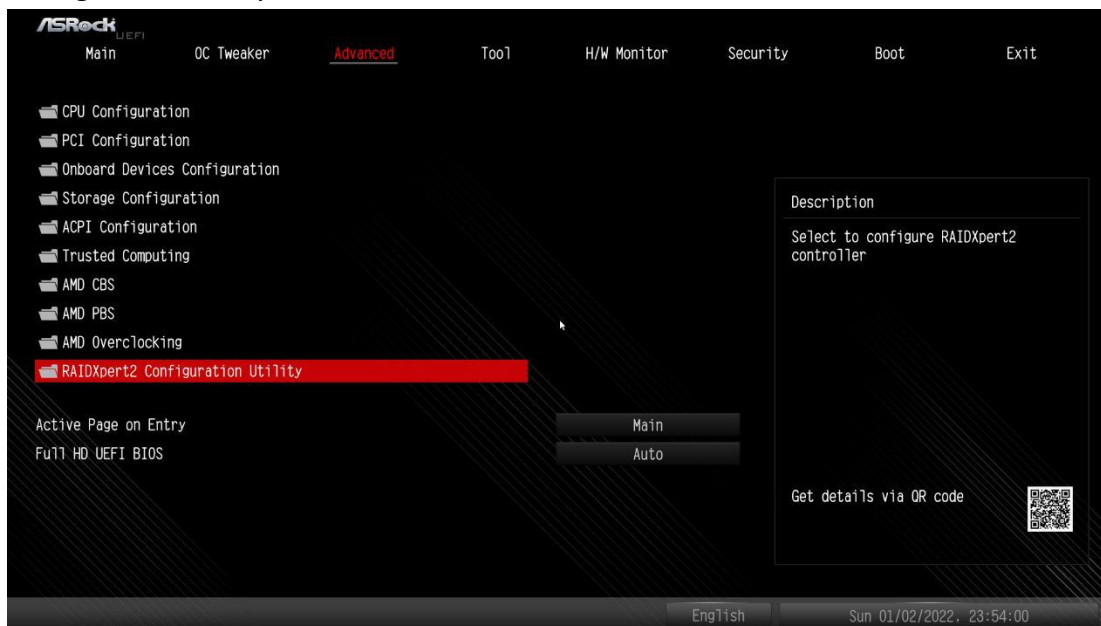 ASRock UEFI
Main OC Tweaker Advanced Tool H/W Monitor Security Boot Exit
CPU Configuration
PCI Configuration
Onboard Devices Configuration
Storage Configuration
ACPI Configuration
Trusted Computing
AMD CBS
AMD PBS
AMD Overclocking
RAIDXpert2 Configuration Utility
Active Page on Entry Main
Full HD UEFI BIOS Auto
Description
Select to configure RAIDXpert2
controller
Get details via QR code
English Sun 01/02/2022. 23:54:00